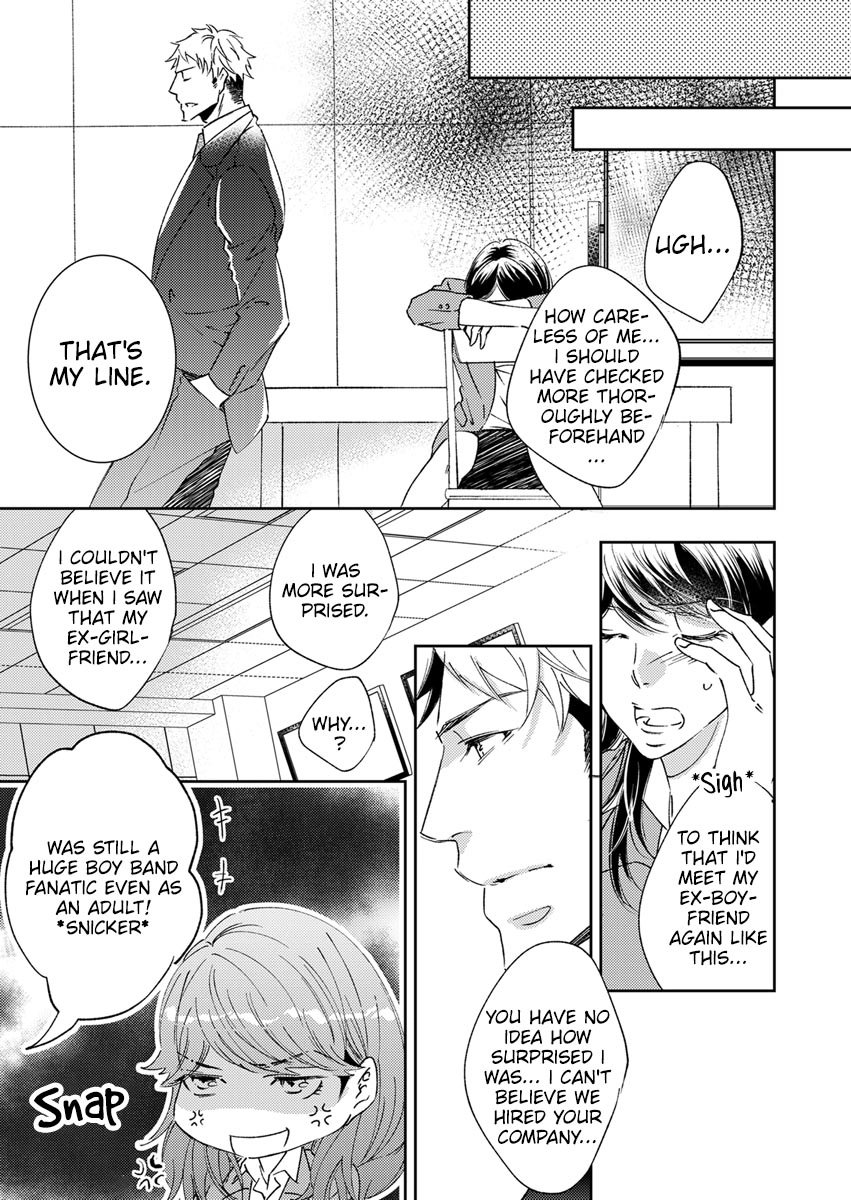 UGH...
HOW CARE-
LESS OF ME...
I SHOULD
HAVE CHECKED
MORE THOR-
OUGHLY BE-
FOREHAND
...
THAT'S
MY LINE.
*Sigh*
TO THINK
THAT I'D
MEET MY
EX-BOY-
FRIEND
AGAIN LIKE
THIS...
YOU HAVE NO
IDEA HOW
SURPRISED I
WAS... I CAN'T
BELIEVE WE
HIRED YOUR
COMPANY...
I WAS
MORE SUR-
PRISED.
I COULDN'T
BELIEVE IT
WHEN I SAW
THAT MY
EX-GIRL-
FRIEND...
WHY...
?
WAS STILL A
HUGE BOY BAND
FANATIC EVEN AS
AN ADULT!
*SNICKER*
Snap